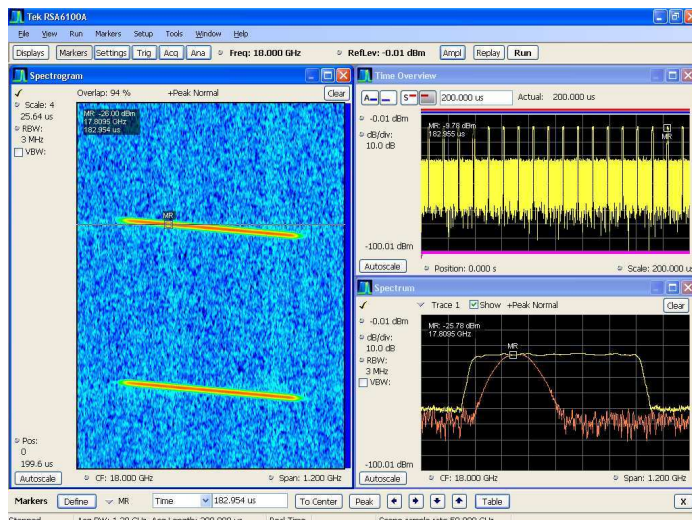 Tek RSA6100A
File View Run Markers Setup Tools Window Help
Displays Markers Settings Trig Acq Ana Freq: 18.000 GHz RefLev: -0.01 dBm Ampl Replay Run
Spectrogram
Overlap: 94 % +Peak Normal Clear
Scale: 4
25.64 us
RBW:
3 MHz
VBW:
MR: -26.00 dBm
17.8095 GHz
182.954 us
MR
Pos:
0
199.6 us
Autoscale CF: 18.000 GHz Span: 1.200 GHz
Time Overview
200.000 us Actual: 200.000 us
-0.01 dBm
dB/div:
10.0 dB
MR: -9.78 dBm
182.955 us
MR
-100.01 dBm
Autoscale Position: 0.000 s Scale: 200.000 us
Spectrum
Trace 1 Show +Peak Normal Clear
-0.01 dBm
dB/div:
10.0 dB
RBW:
3 MHz
VBW:
MR: -25.78 dBm
17.8095 GHz
MR
-100.01 dBm
Autoscale CF: 18.000 GHz Span: 1.200 GHz
Markers Define MR Time 182.954 us To Center Peak Table X